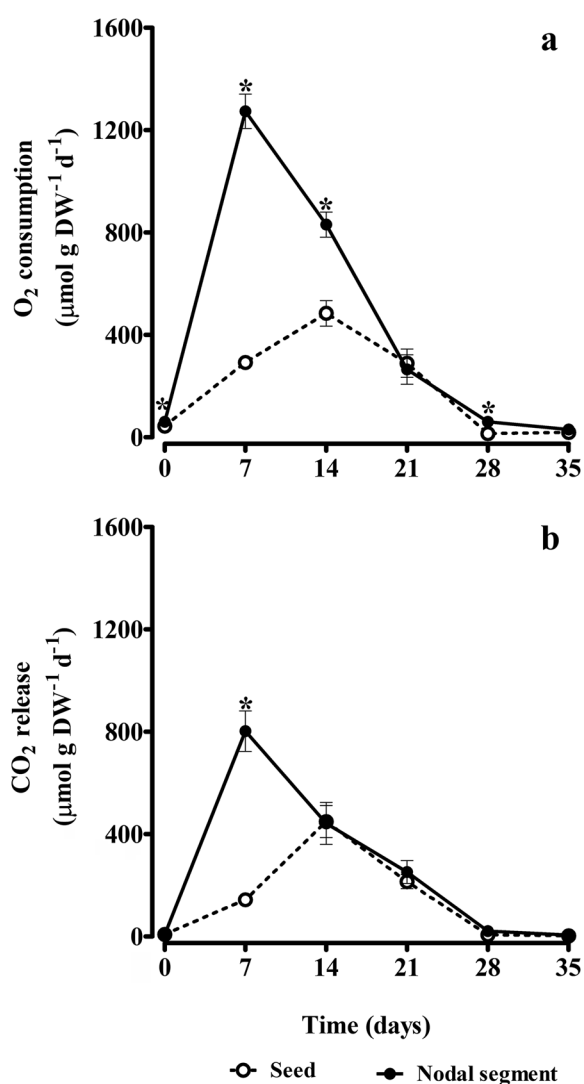 a
1600
1200
800
400
0
O₂ consumption
(μmol g DW⁻¹ d⁻¹)
*
*
*
*
0 7 14 21 28 35
b
1600
1200
800
400
0
CO₂ release
(μmol g DW⁻¹ d⁻¹)
*
0 7 14 21 28 35
Time (days)
Seed Nodal segment